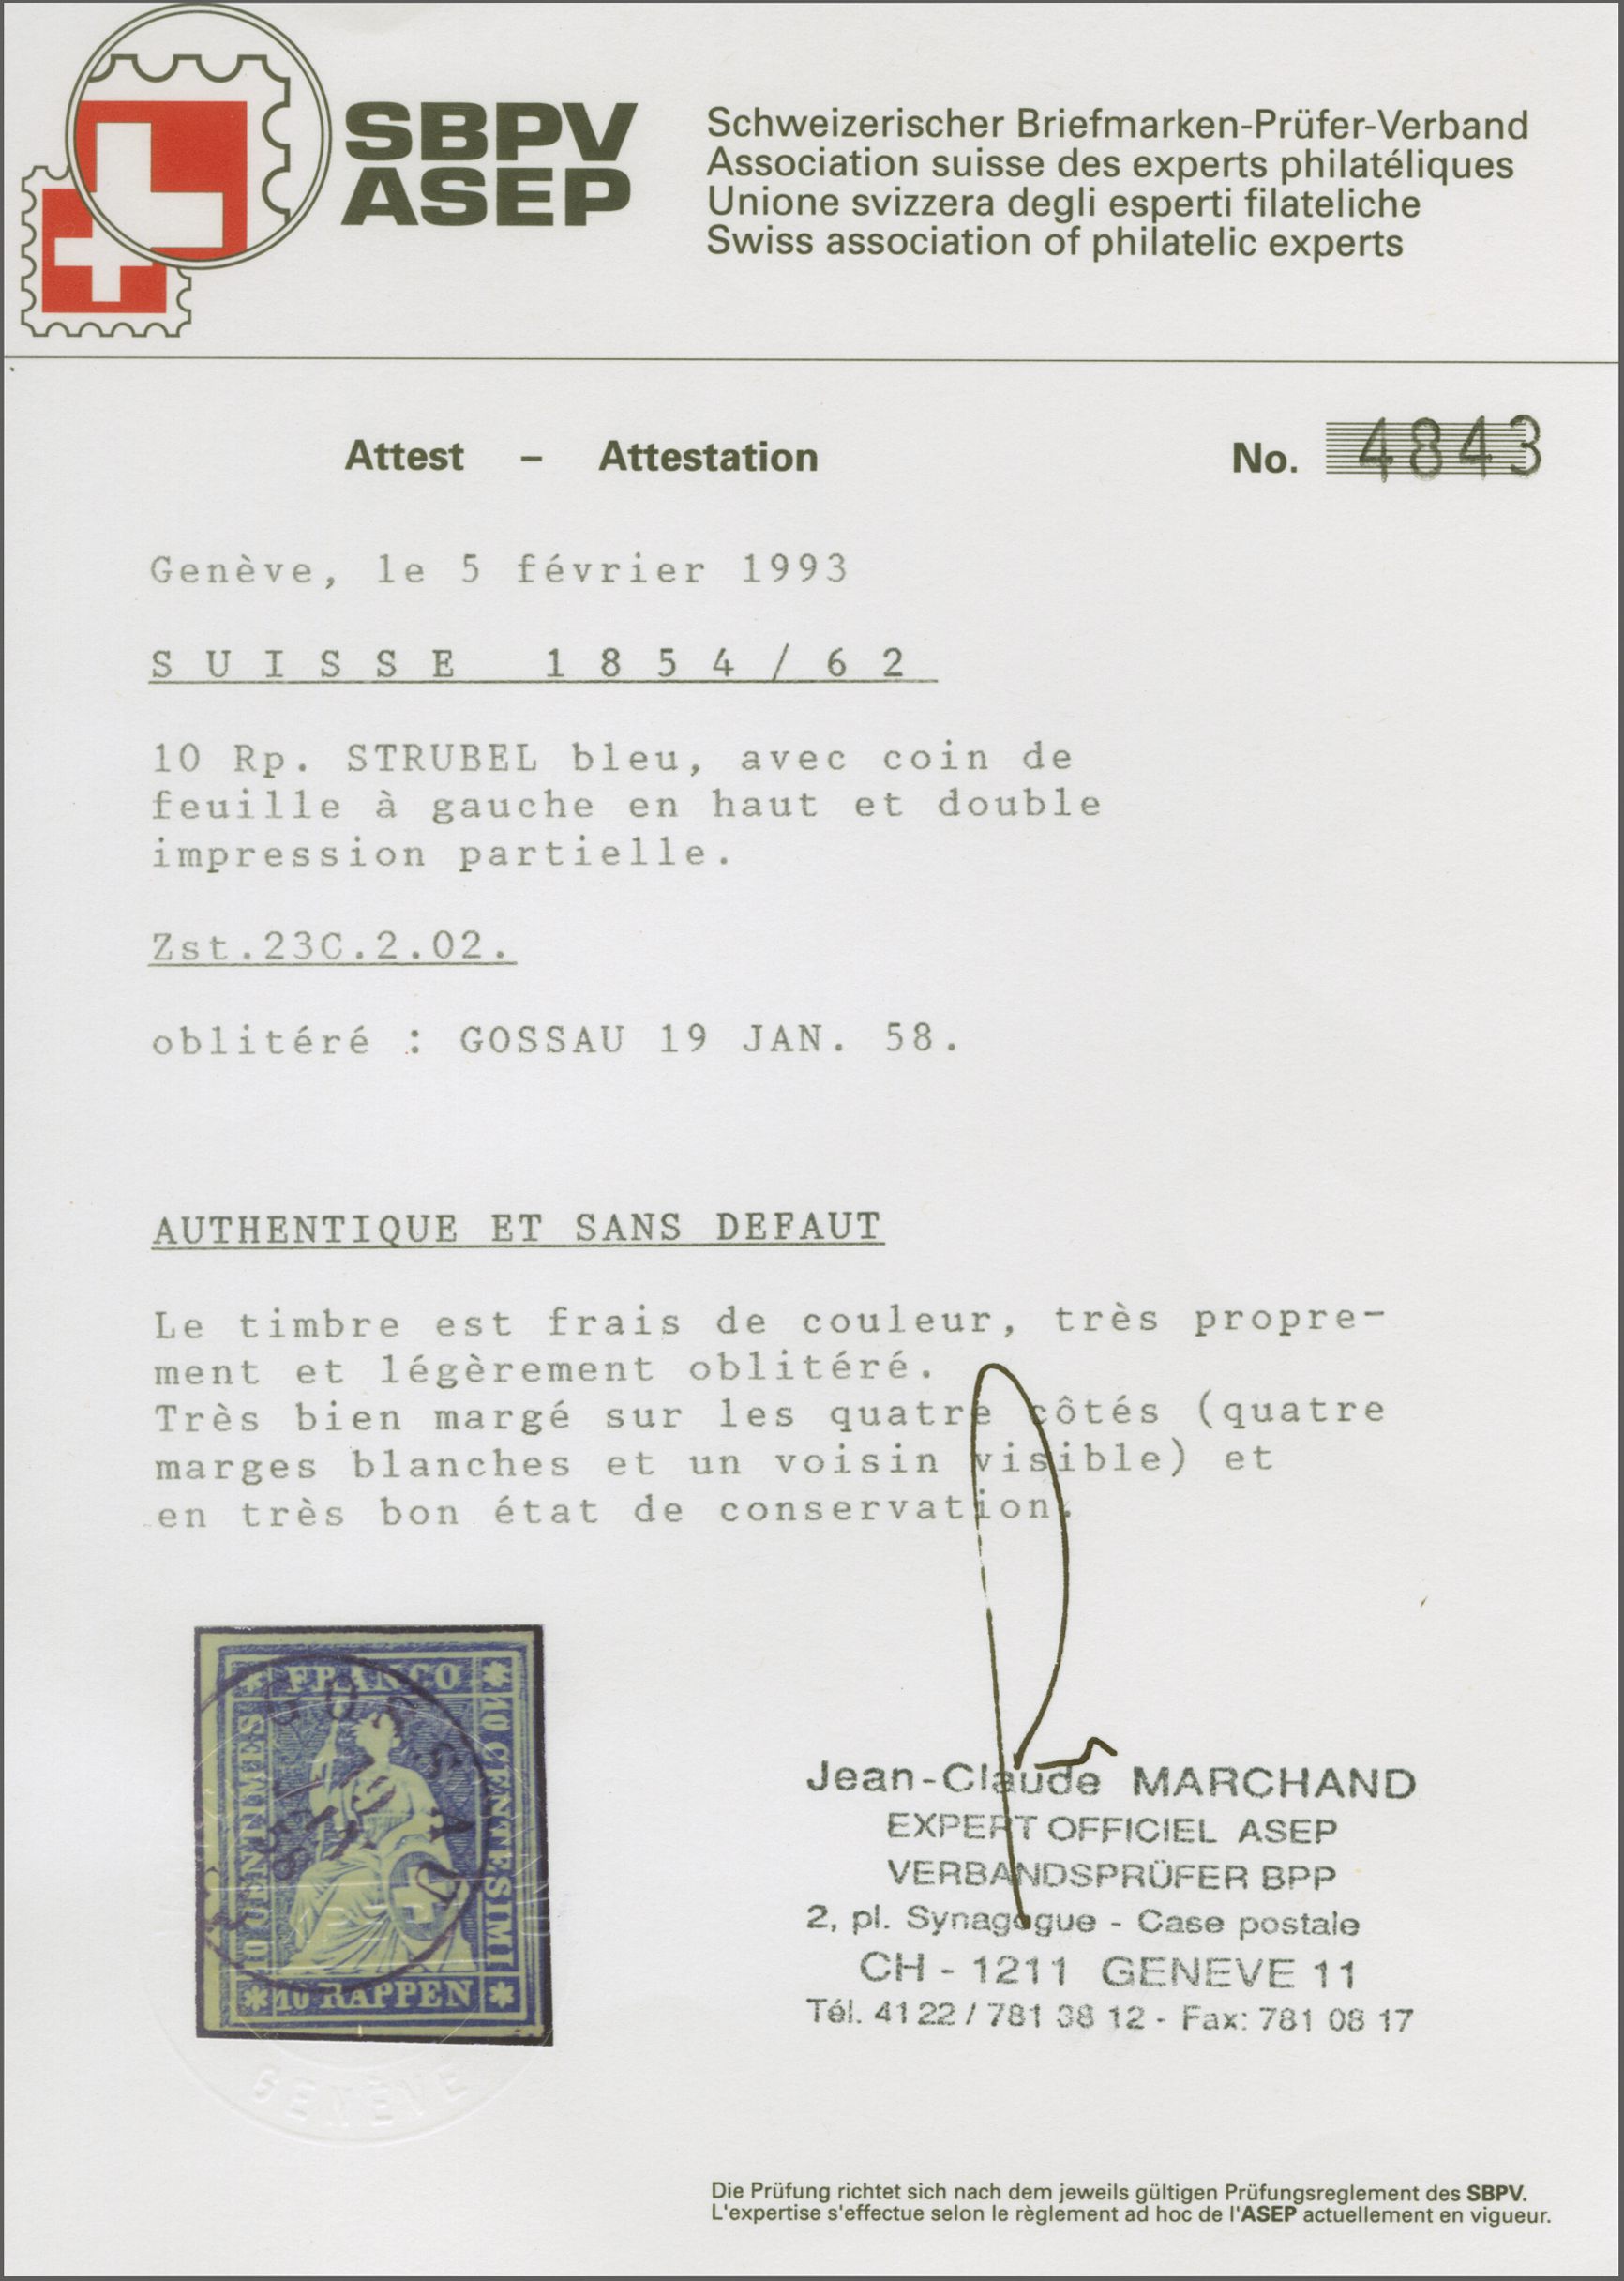 SBPV
ASEP
Schweizerischer Briefmarken-Prüfer-Verband
Association suisse des experts philatéliques
Unione svizzera degli esperti filateliche
Swiss association of philatelic experts
Attest – Attestation
No. 4843
Genève, le 5 février 1993
SUISSE 1854/62
10 Rp. STRUBEL bleu, avec coin de
feuille à gauche en haut et double
impression partielle.
Zst.23C.2.02.
oblitéré : GOSSAU 19 JAN. 58.
AUTHENTIQUE ET SANS DEFAUT
Le timbre est frais de couleur, très propre-
ment et légèrement oblitéré.
Très bien margé sur les quatre côtés (quatre
marges blanches et un voisin visible) et
en très bon état de conservation.
FRANCO
10 CENTIMES
10 CENTESIMI
10 RAPPEN
GOSSAU
19
58
GENÈVE
Jean-Claude MARCHAND
EXPERT OFFICIEL ASEP
VERBANDSPRÜFER BPP
2, pl. Synagogue - Case postale
CH - 1211 GENEVE 11
Tél. 41 22 / 781 38 12 - Fax: 781 08 17
Die Prüfung richtet sich nach dem jeweils gültigen Prüfungsreglement des SBPV.
L'expertise s'effectue selon le règlement ad hoc de l'ASEP actuellement en vigueur.